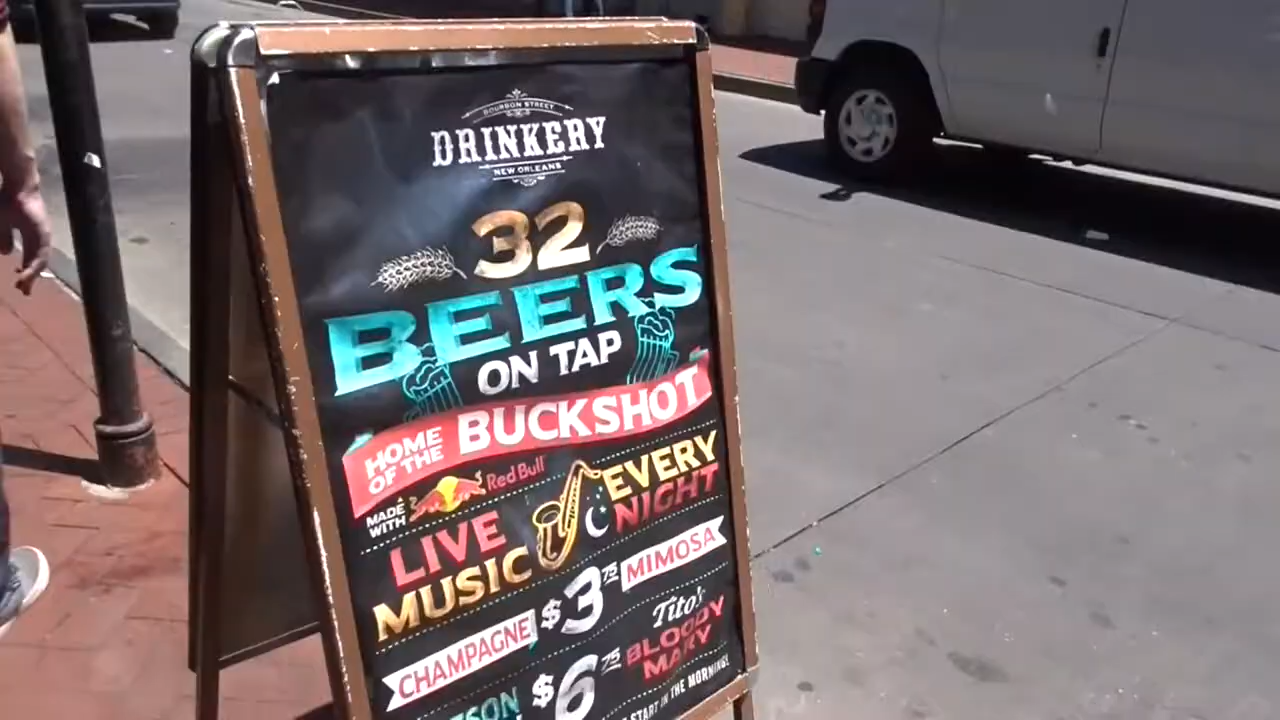 BOURBON STREET
DRINKERY
NEW ORLEANS
32
BEERS
ON TAP
HOME OF THE BUCKSHOT
MADE WITH Red Bull
LIVE MUSIC EVERY NIGHT
CHAMPAGNE $3.75 MIMOSA
$6.75 Tito's BLOODY MARY
START IN THE MORNING!